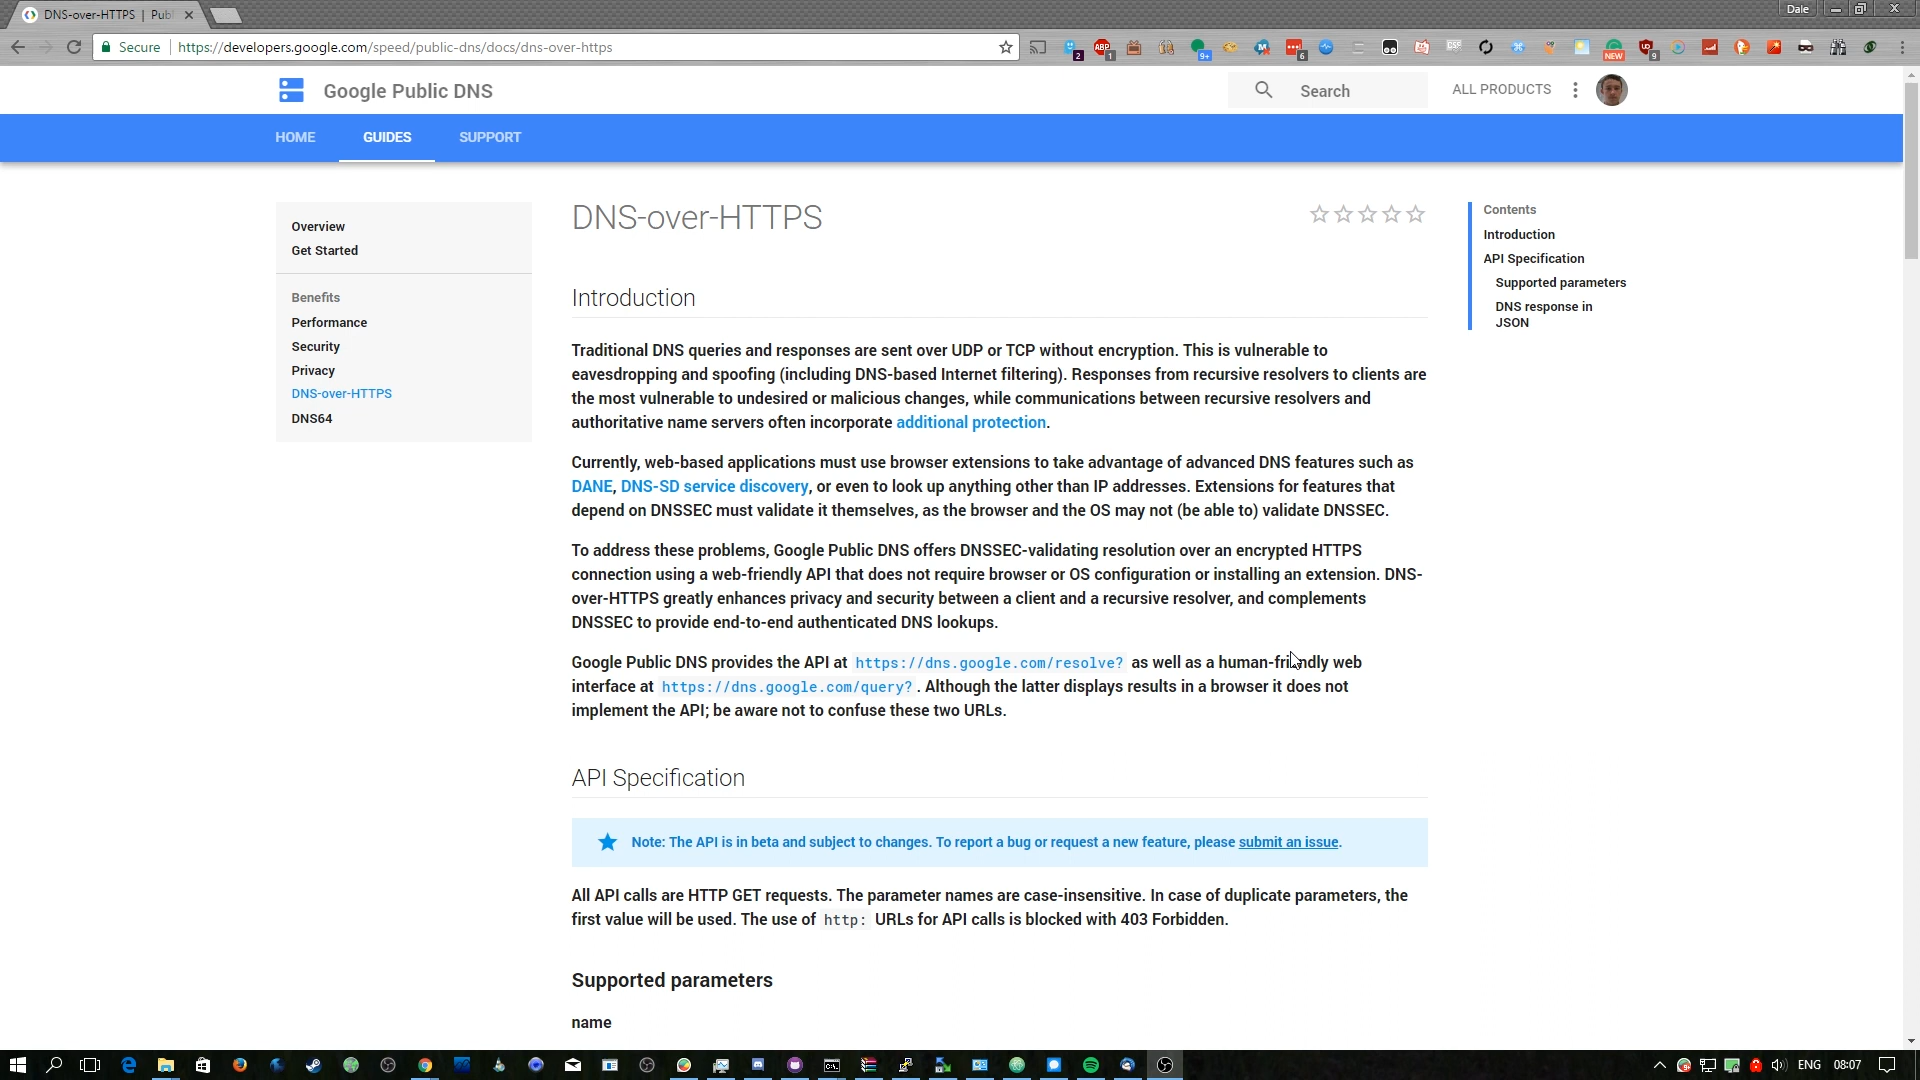 DNS-over-HTTPS | Pub
Dale
Secure
https://developers.google.com/speed/public-dns/docs/dns-over-https
2
ABP
1
9+
6
NEW
9
Google Public DNS
Search
ALL PRODUCTS
HOME
GUIDES
SUPPORT
Overview
Get Started
Benefits
Performance
Security
Privacy
DNS-over-HTTPS
DNS64
DNS-over-HTTPS
Introduction
Traditional DNS queries and responses are sent over UDP or TCP without encryption. This is vulnerable to
eavesdropping and spoofing (including DNS-based Internet filtering). Responses from recursive resolvers to clients are
the most vulnerable to undesired or malicious changes, while communications between recursive resolvers and
authoritative name servers often incorporate additional protection.
Currently, web-based applications must use browser extensions to take advantage of advanced DNS features such as
DANE, DNS-SD service discovery, or even to look up anything other than IP addresses. Extensions for features that
depend on DNSSEC must validate it themselves, as the browser and the OS may not (be able to) validate DNSSEC.
To address these problems, Google Public DNS offers DNSSEC-validating resolution over an encrypted HTTPS
connection using a web-friendly API that does not require browser or OS configuration or installing an extension. DNS-
over-HTTPS greatly enhances privacy and security between a client and a recursive resolver, and complements
DNSSEC to provide end-to-end authenticated DNS lookups.
Google Public DNS provides the API at https://dns.google.com/resolve? as well as a human-friendly web
interface at https://dns.google.com/query? . Although the latter displays results in a browser it does not
implement the API; be aware not to confuse these two URLs.
API Specification
Note: The API is in beta and subject to changes. To report a bug or request a new feature, please submit an issue.
All API calls are HTTP GET requests. The parameter names are case-insensitive. In case of duplicate parameters, the
first value will be used. The use of http: URLs for API calls is blocked with 403 Forbidden.
Supported parameters
name
Contents
Introduction
API Specification
Supported parameters
DNS response in
JSON
ENG
08:07